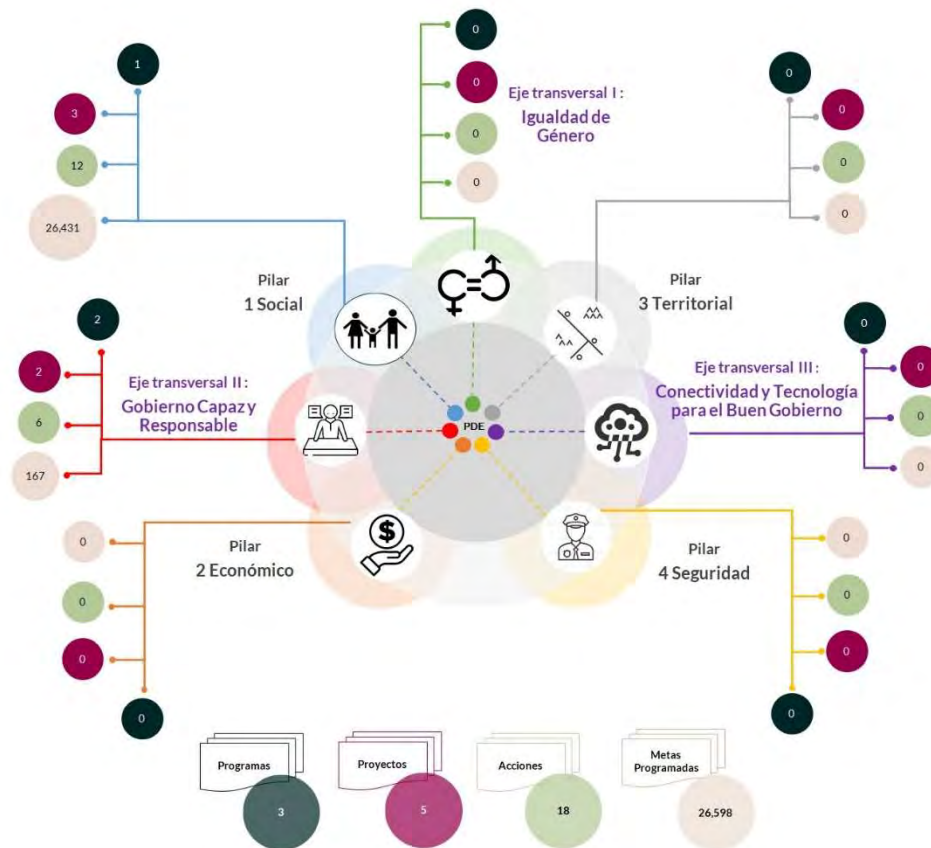 0
1
0
0
Eje transversal I :
Igualdad de
Género
3
0
0
12
0
0
26,431
0
0
Pilar
1 Social
Pilar
3 Territorial
2
0
2
Eje transversal II :
Gobierno Capaz y
Responsable
Eje transversal III :
Conectividad y Tecnología
para el Buen Gobierno
0
6
PDE
0
167
0
0
Pilar
2 Económico
Pilar
4 Seguridad
0
0
0
0
0
0
0
Programas
3
Proyectos
5
Acciones
18
Metas
Programadas
26,598